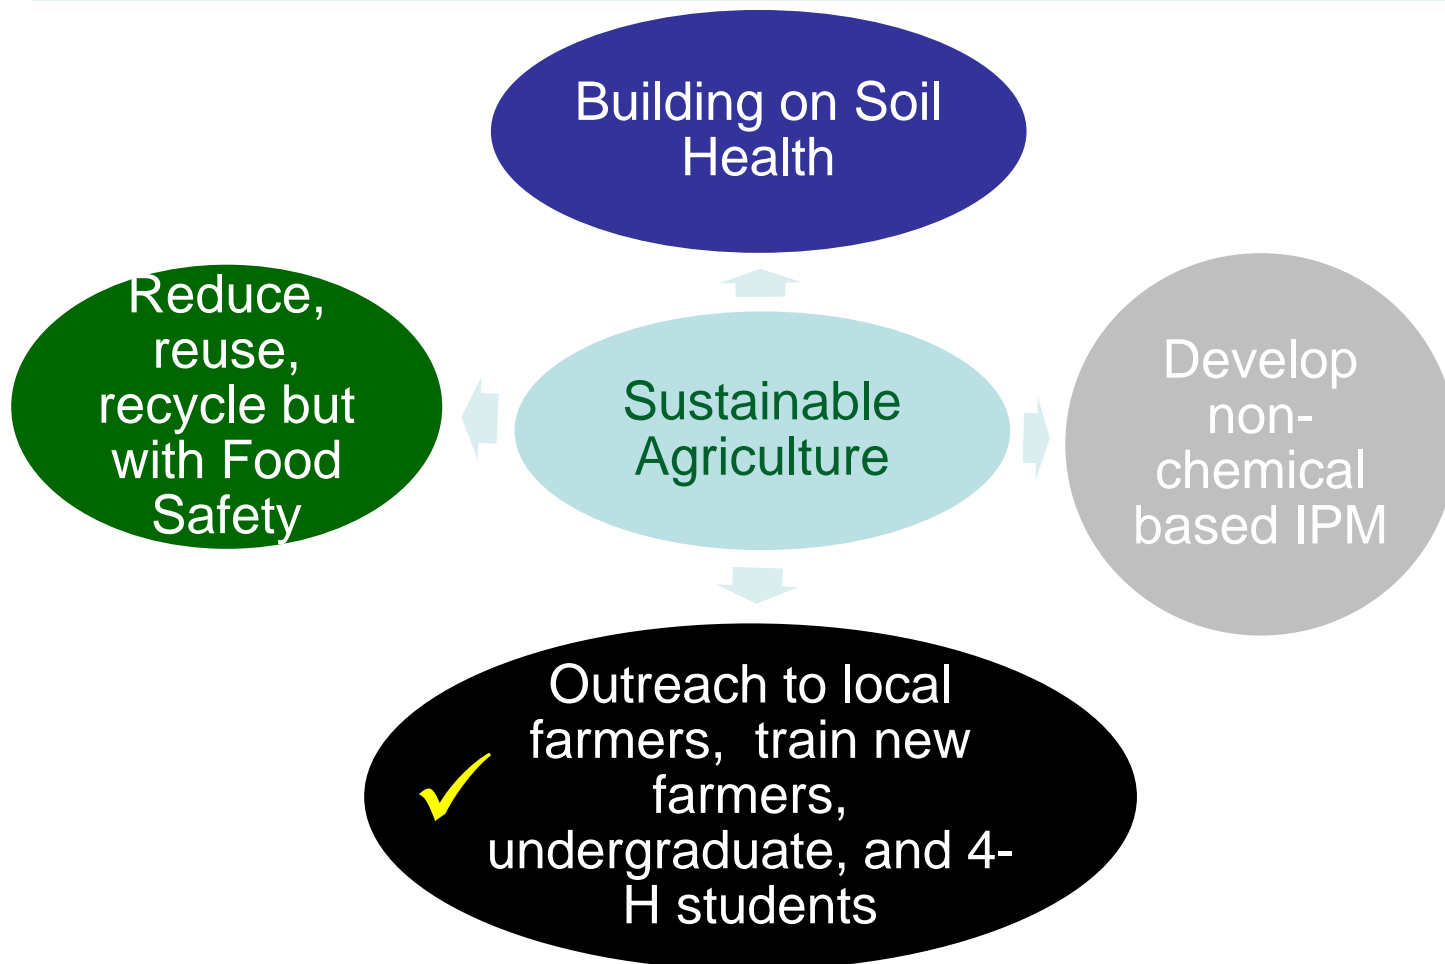 Building on Soil
Health
Reduce,
reuse,
recycle but
with Food
Safety
Sustainable
Agriculture
Develop
non-
chemical
based IPM
Outreach to local
farmers,  train new
farmers,
undergraduate, and 4-
H students